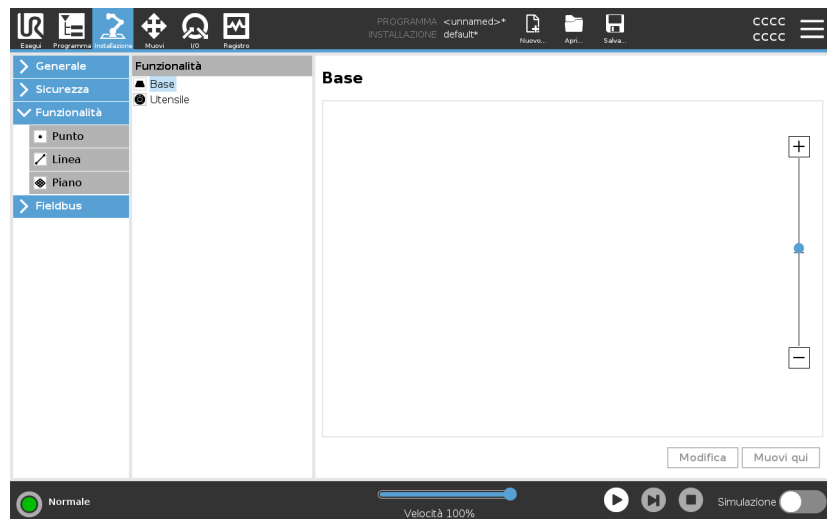 PROGRAMMA <unnamed>*
INSTALLAZIONE default*
UR
Esegui Programma Installazione Muovi I/O Registro
Nuovo... Apri... Salva...
CCCC
CCCC
Generale
Sicurezza
Funzionalità
Punto
Linea
Piano
Fieldbus
Funzionalità
Base
Utensile
Base
+
−
Modifica Muovi qui
Normale
Velocità 100%
Simulazione